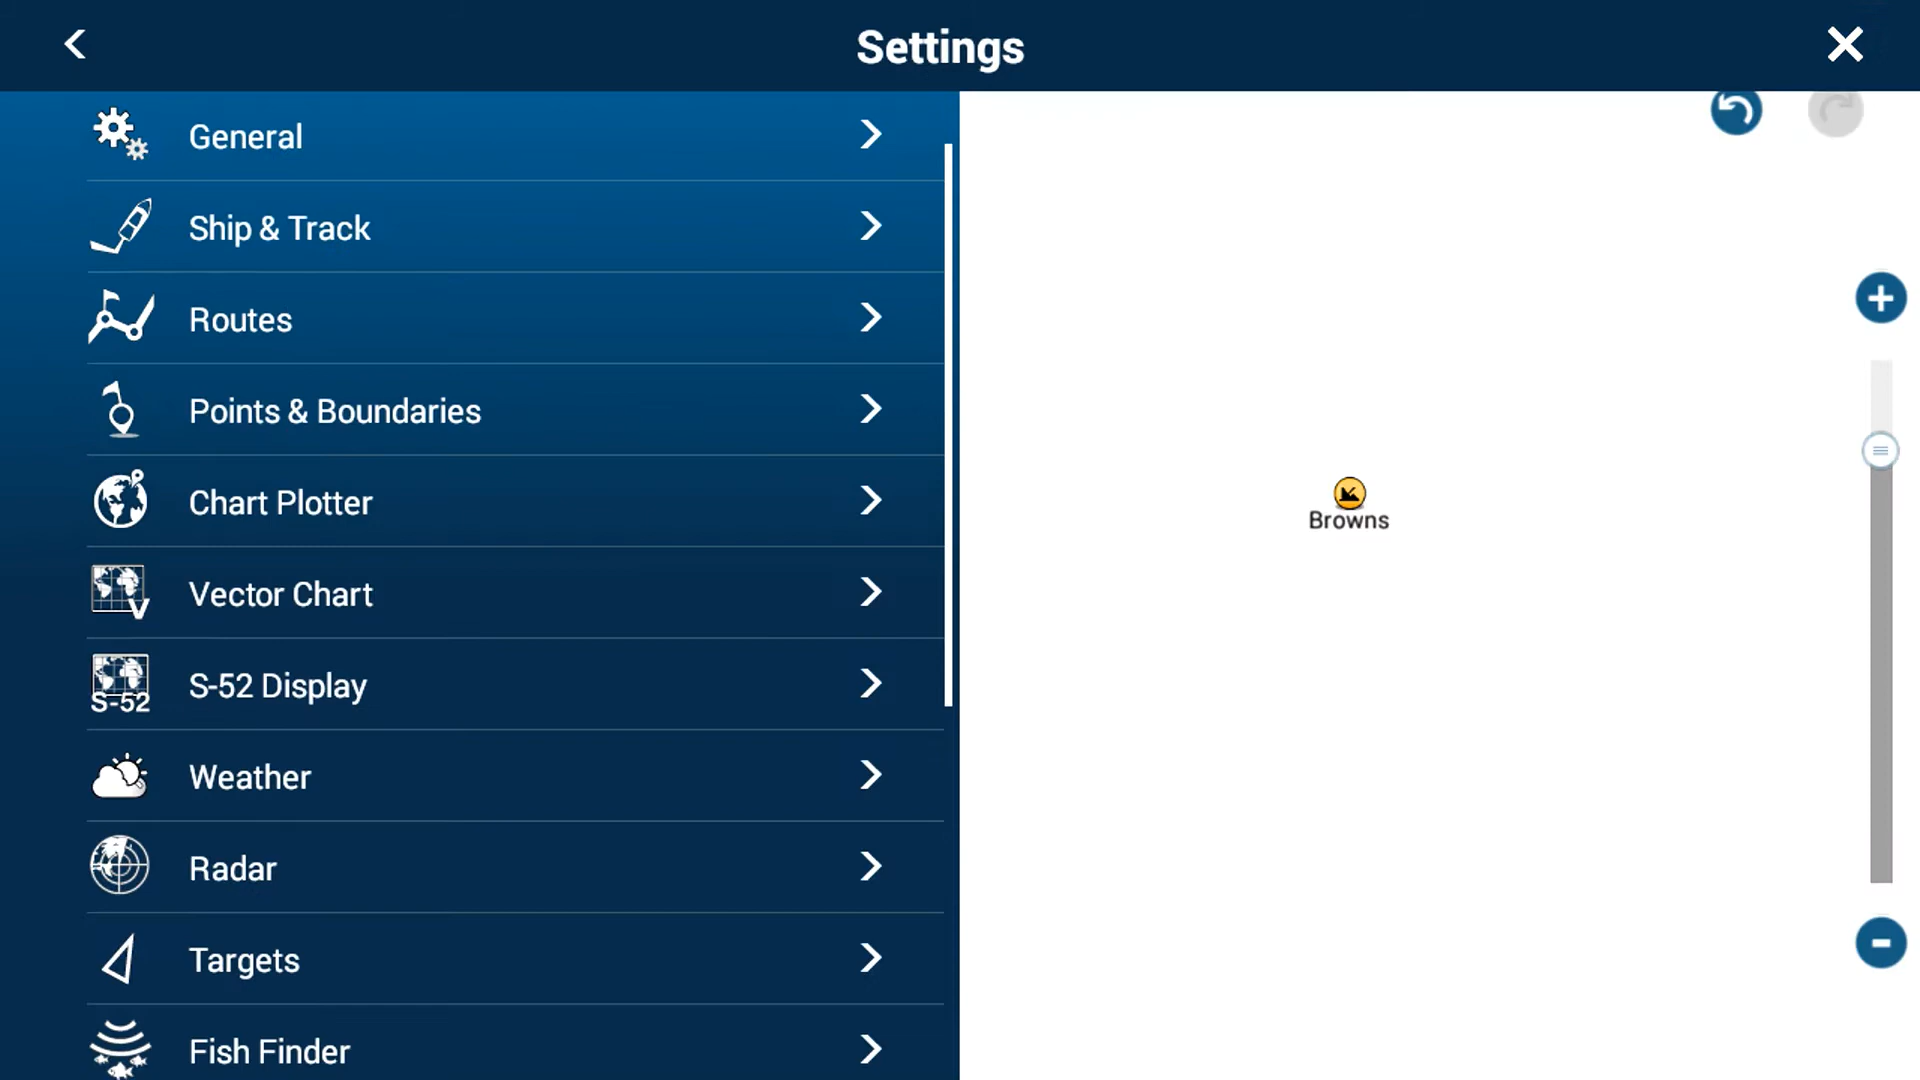 Settings
General
Ship & Track
Routes
Points & Boundaries
Chart Plotter
V
Vector Chart
S-52
S-52 Display
Weather
Radar
Targets
Fish Finder
Browns